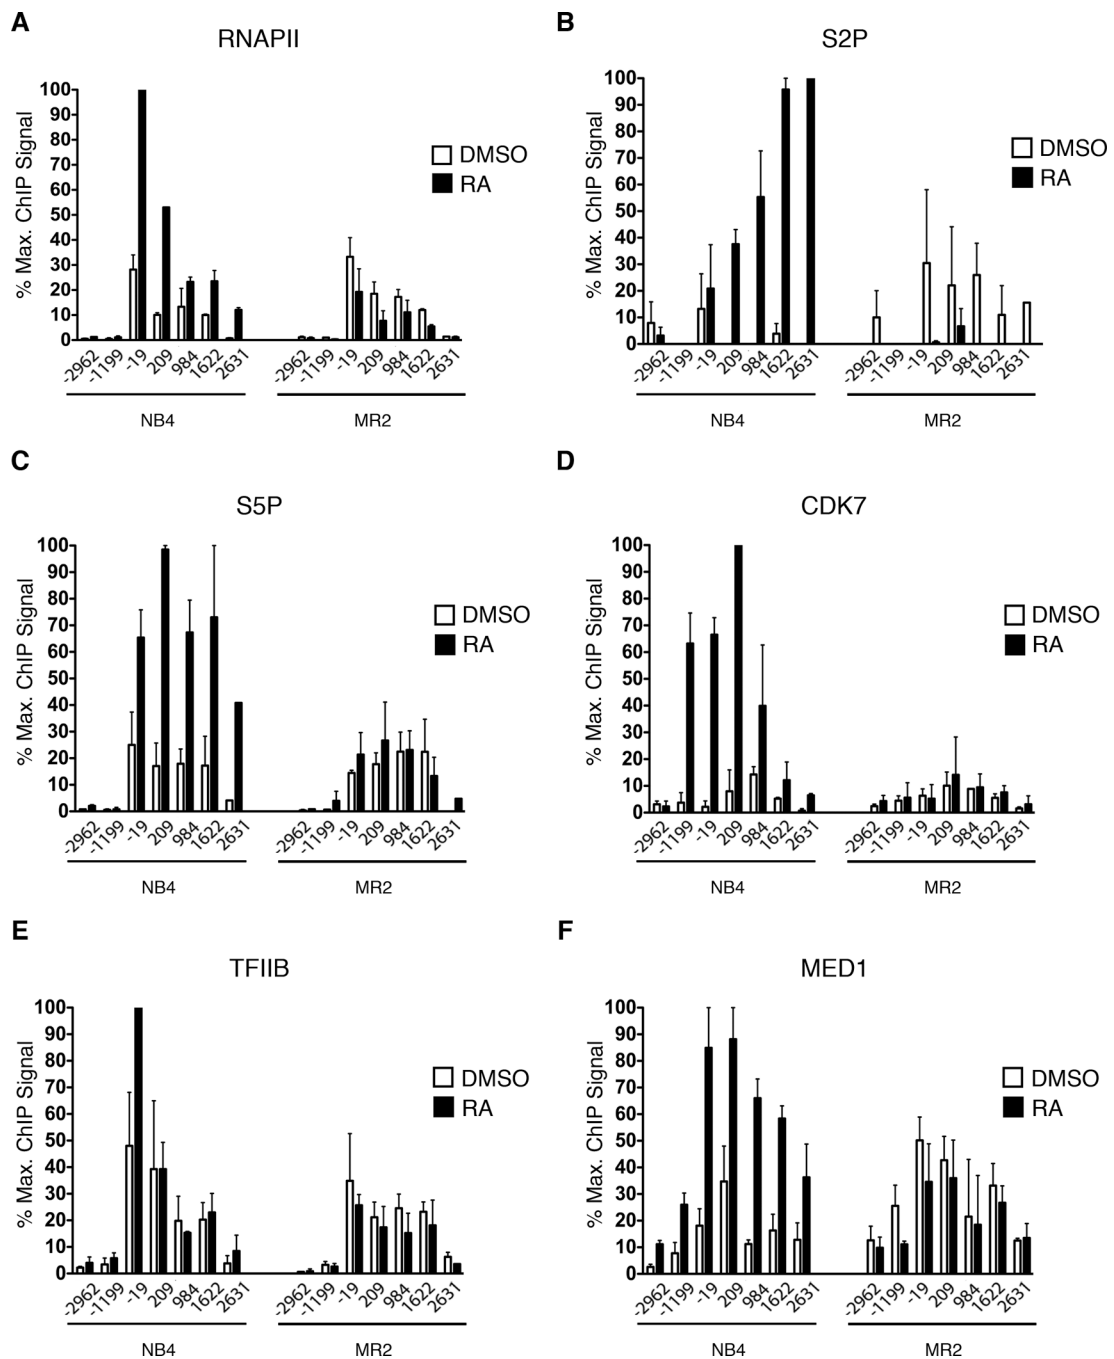 A
RNAPII
% Max. ChIP Signal
100
90
80
70
60
50
40
30
20
10
0
DMSO
RA
-2962 -1199 -19 209 984 1622 2631 -2962 -1199 -19 209 984 1622 2631
NB4 MR2
B
S2P
% Max. ChIP Signal
100
90
80
70
60
50
40
30
20
10
0
DMSO
RA
-2962 -1199 -19 209 984 1622 2631 -2962 -1199 -19 209 984 1622 2631
NB4 MR2
C
S5P
% Max. ChIP Signal
100
90
80
70
60
50
40
30
20
10
0
DMSO
RA
-2962 -1199 -19 209 984 1622 2631 -2962 -1199 -19 209 984 1622 2631
NB4 MR2
D
CDK7
% Max. ChIP Signal
100
90
80
70
60
50
40
30
20
10
0
DMSO
RA
-2962 -1199 -19 209 984 1622 2631 -2962 -1199 -19 209 984 1622 2631
NB4 MR2
E
TFIIB
% Max. ChIP Signal
100
90
80
70
60
50
40
30
20
10
0
DMSO
RA
-2962 -1199 -19 209 984 1622 2631 -2962 -1199 -19 209 984 1622 2631
NB4 MR2
F
MED1
% Max. ChIP Signal
100
90
80
70
60
50
40
30
20
10
0
DMSO
RA
-2962 -1199 -19 209 984 1622 2631 -2962 -1199 -19 209 984 1622 2631
NB4 MR2